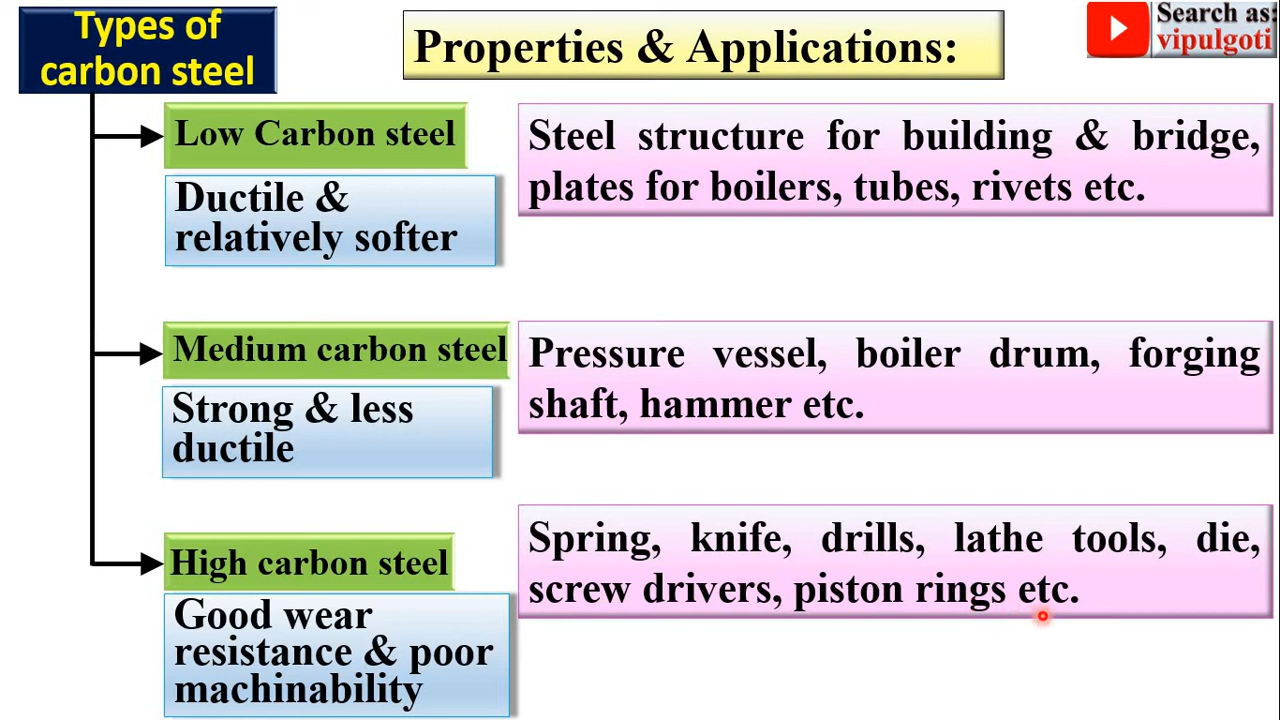 Types of
carbon steel
Properties & Applications:
Search as:
vipulgoti
Low Carbon steel
Ductile &
relatively softer
Steel structure for building & bridge,
plates for boilers, tubes, rivets etc.
Medium carbon steel
Strong & less
ductile
Pressure vessel, boiler drum, forging
shaft, hammer etc.
High carbon steel
Good wear
resistance & poor
machinability
Spring, knife, drills, lathe tools, die,
screw drivers, piston rings etc.